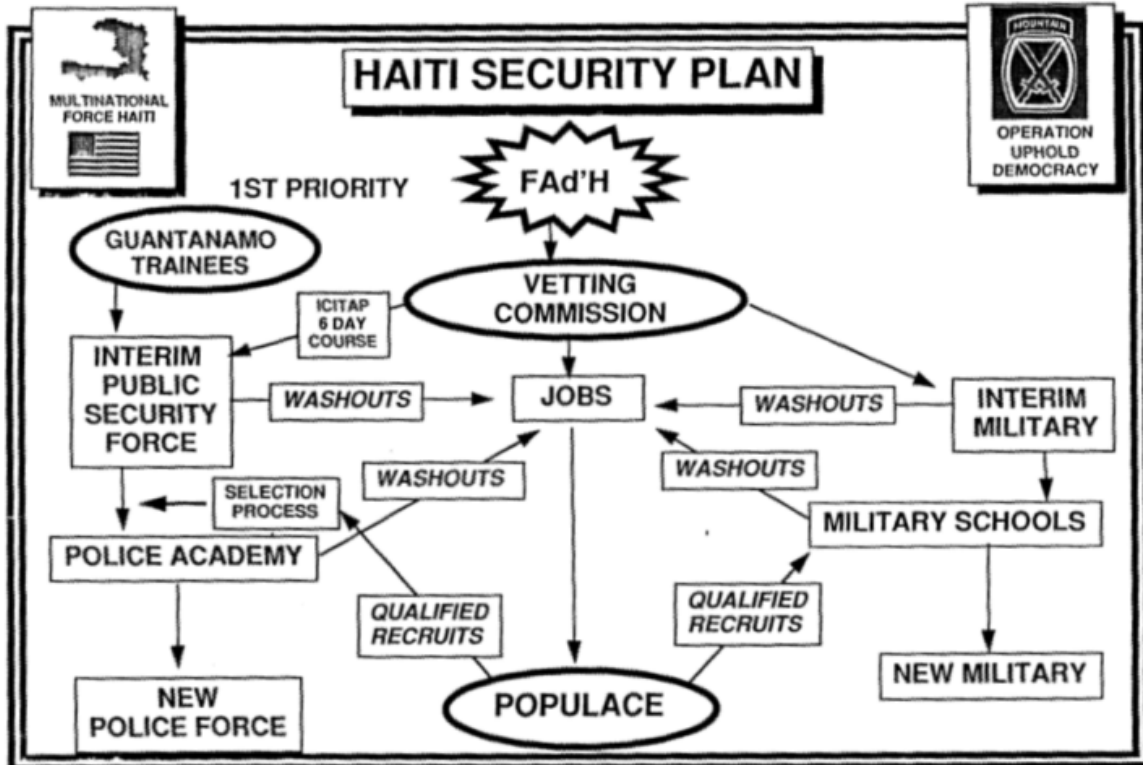 MULTINATIONAL
FORCE HAITI
HAITI SECURITY PLAN
MOUNTAIN
OPERATION
UPHOLD
DEMOCRACY
1ST PRIORITY
FAd'H
GUANTANAMO
TRAINEES
VETTING
COMMISSION
ICITAP
6 DAY
COURSE
INTERIM
PUBLIC
SECURITY
FORCE
WASHOUTS
JOBS
WASHOUTS
INTERIM
MILITARY
WASHOUTS
WASHOUTS
SELECTION
PROCESS
MILITARY SCHOOLS
POLICE ACADEMY
QUALIFIED
RECRUITS
QUALIFIED
RECRUITS
NEW MILITARY
NEW
POLICE FORCE
POPULACE